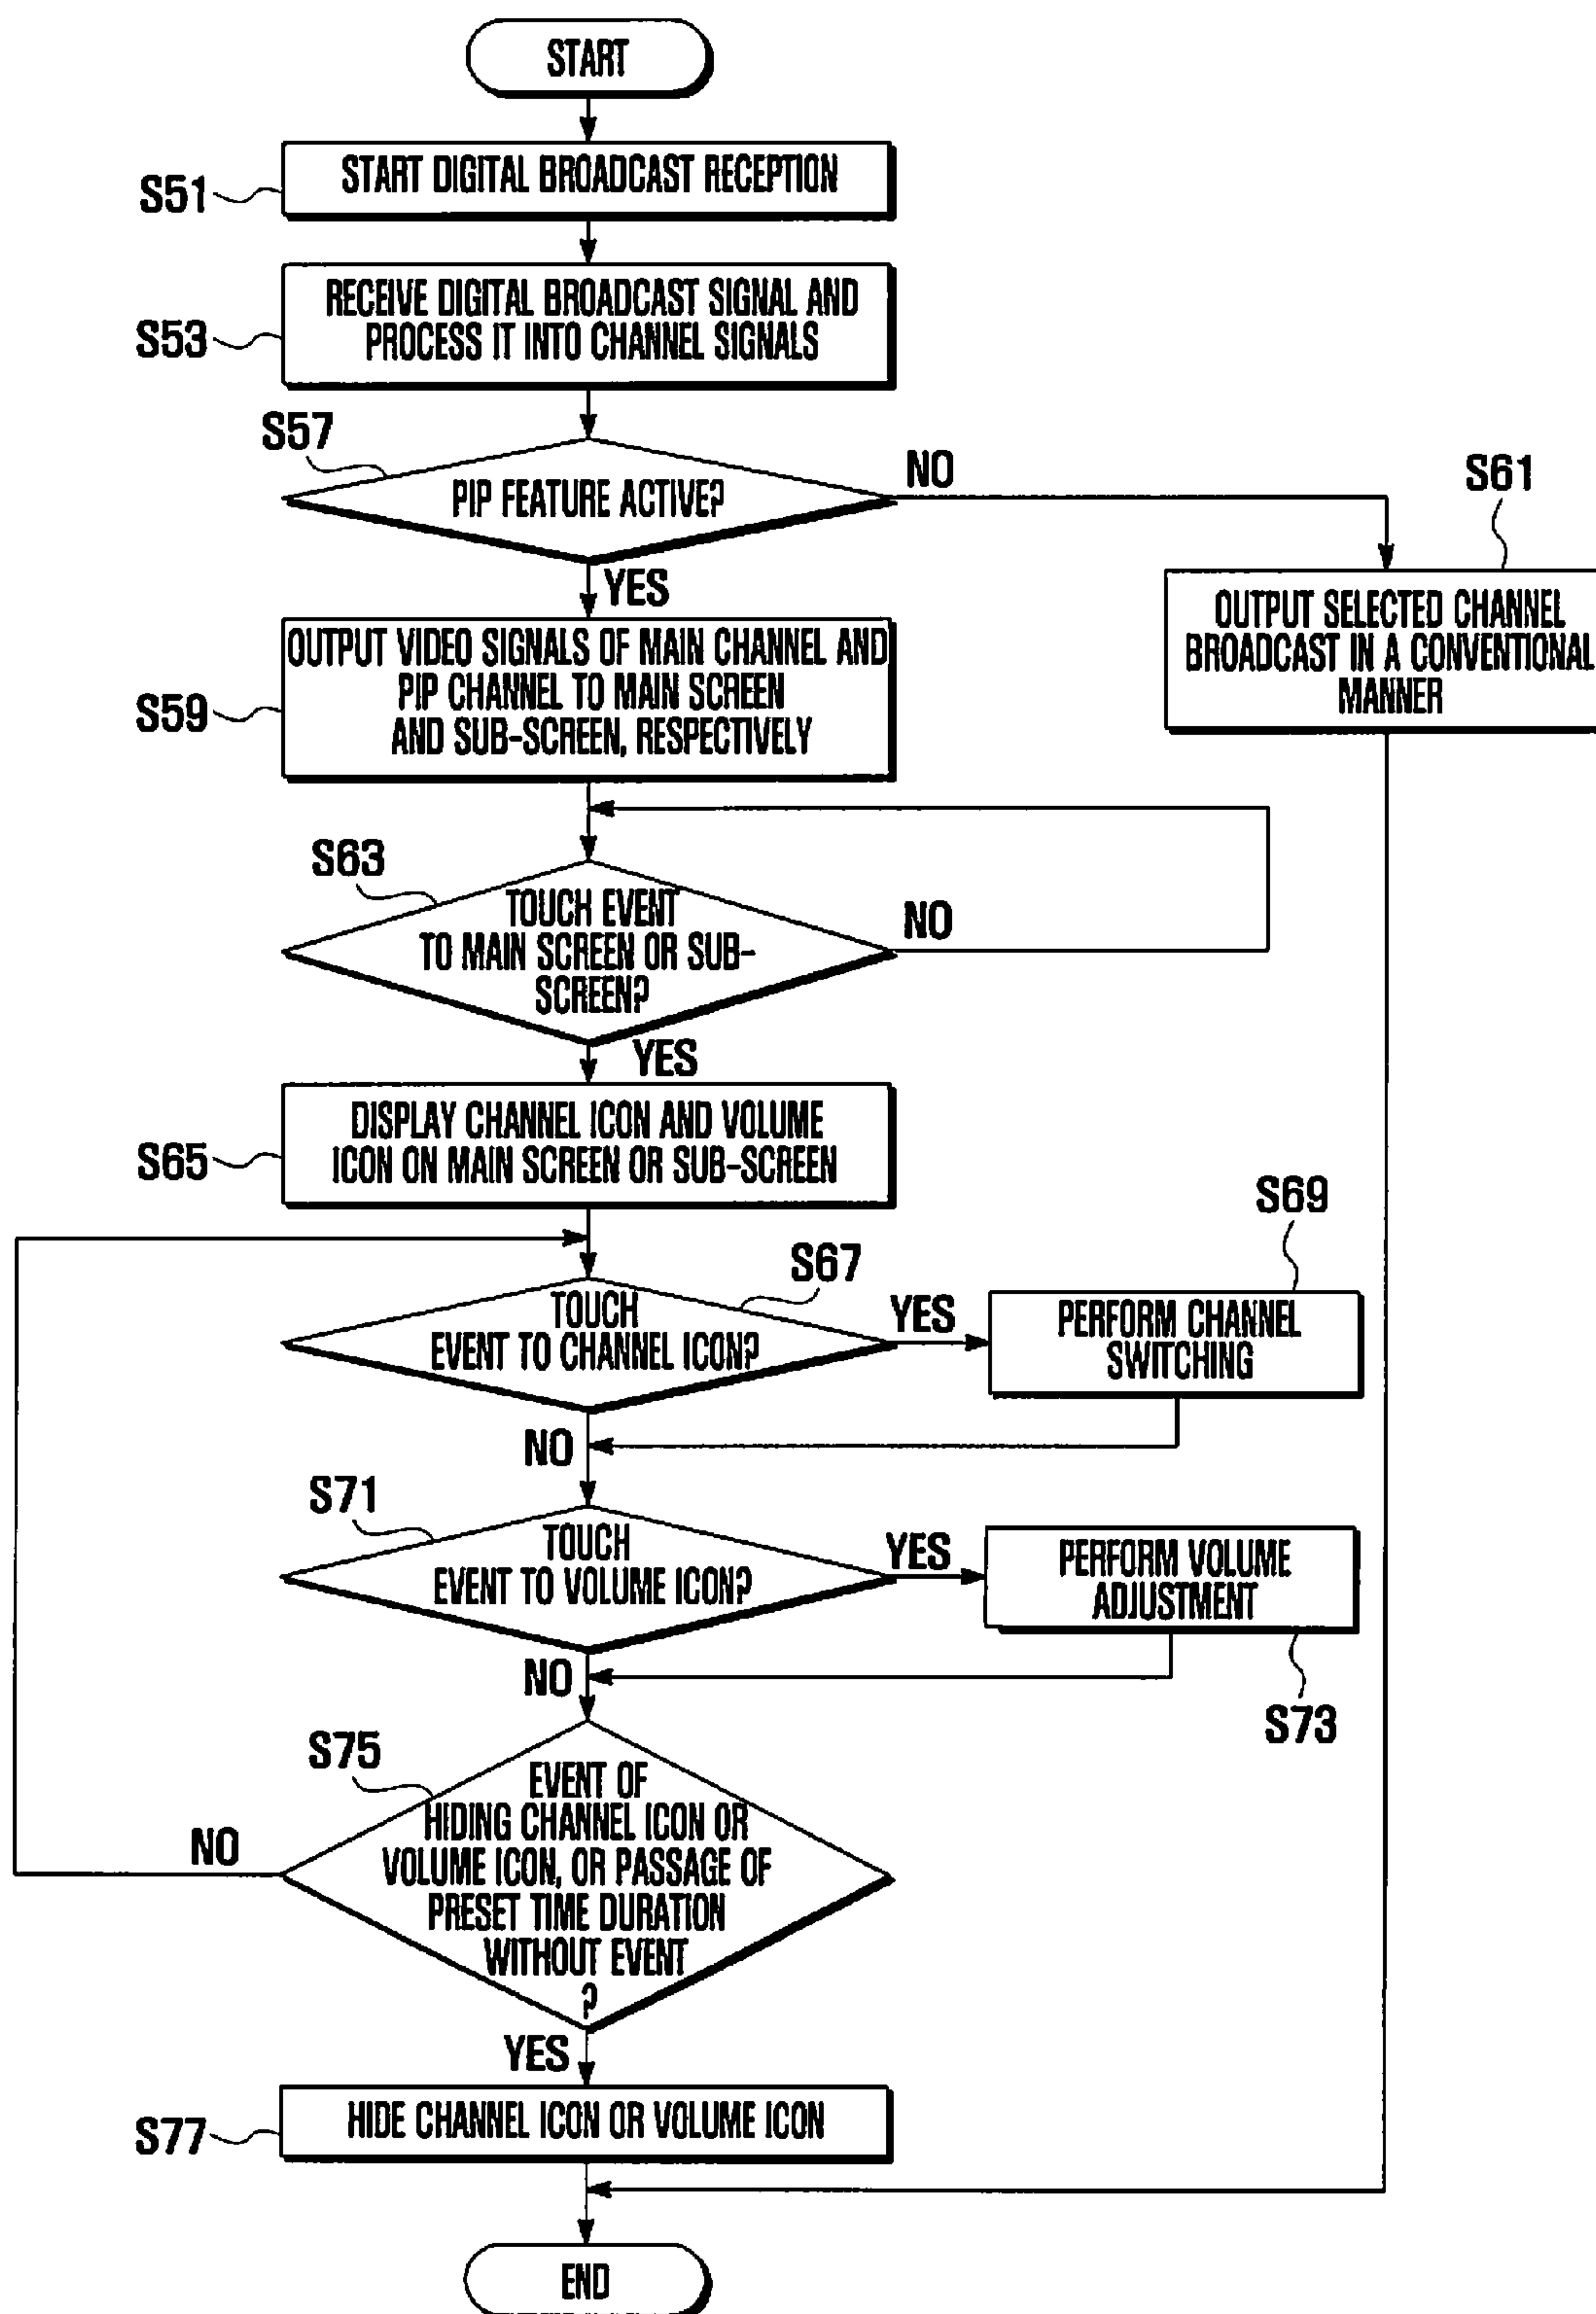 START
S51
START DIGITAL BROADCAST RECEPTION
S53
RECEIVE DIGITAL BROADCAST SIGNAL AND
PROCESS IT INTO CHANNEL SIGNALS
S57
PIP FEATURE ACTIVE?
NO
YES
S61
OUTPUT SELECTED CHANNEL
BROADCAST IN A CONVENTIONAL
MANNER
S59
OUTPUT VIDEO SIGNALS OF MAIN CHANNEL AND
PIP CHANNEL TO MAIN SCREEN
AND SUB-SCREEN, RESPECTIVELY
S63
TOUCH EVENT
TO MAIN SCREEN OR SUB-
SCREEN?
NO
YES
S65
DISPLAY CHANNEL ICON AND VOLUME
ICON ON MAIN SCREEN OR SUB-SCREEN
S67
TOUCH
EVENT TO CHANNEL ICON?
YES
S69
PERFORM CHANNEL
SWITCHING
NO
S71
TOUCH
EVENT TO VOLUME ICON?
YES
PERFORM VOLUME
ADJUSTMENT
S73
NO
S75
EVENT OF
HIDING CHANNEL ICON OR
VOLUME ICON, OR PASSAGE OF
PRESET TIME DURATION
WITHOUT EVENT
?
NO
YES
S77
HIDE CHANNEL ICON OR VOLUME ICON
END